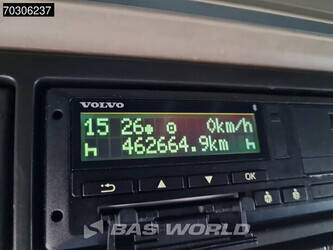 70306237
VOLVO
15 26 0km/h
h 462664.9km h
OK
BAS WORLD